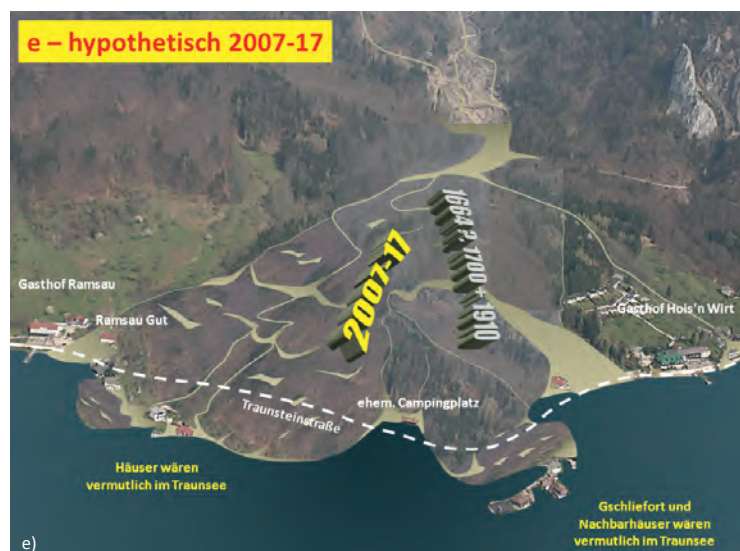 e – hypothetisch 2007-17
1664 ?, 1700 + 1910
2007-17
Gasthof Ramsau
Ramsau Gut
Gasthof Hois'n Wirt
Traunsteinstraße
ehem. Campingplatz
Häuser wären
vermutlich im Traunsee
Gschliefort und
Nachbarhäuser wären
vermutlich im Traunsee
e)